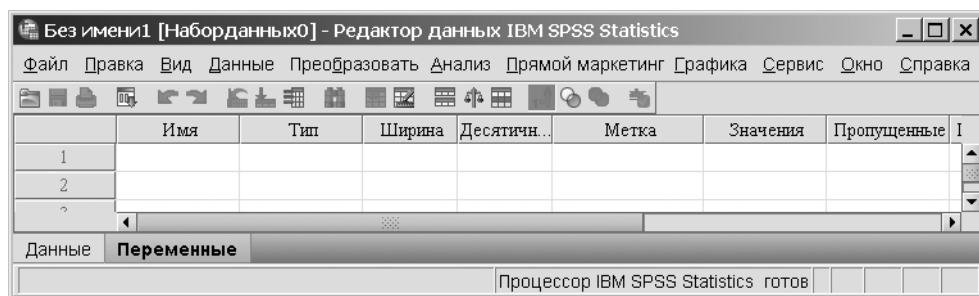 Без имени1 [Наборданных0] - Редактор данных IBM SPSS Statistics
Файл Правка Вид Данные Преобразовать Анализ Прямой маркетинг Графика Сервис Окно Справка
Имя Тип Ширина Десятичн... Метка Значения Пропущенные
1
2
Данные Переменные
Процессор IBM SPSS Statistics готов